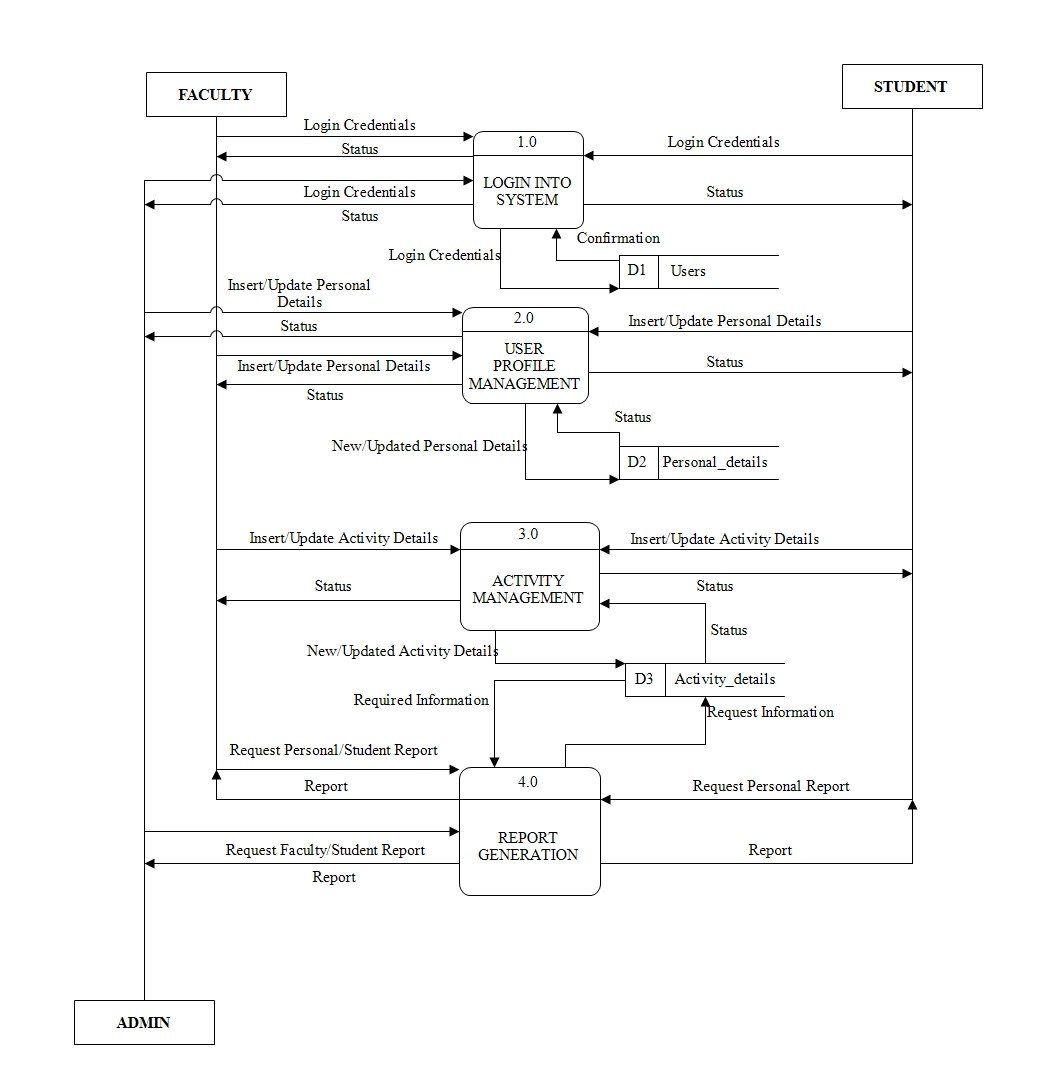 STUDENT
FACULTY
Login Credentials
Status
1.0
Login Credentials
LOGIN INTO
SYSTEM
Login Credentials
Status
Status
Confirmation
Login Credentials
D1
Users
Insert/Update Personal
Details
Status
2.0
Insert/Update Personal Details
USER
PROFILE
MANAGEMENT
Insert/Update Personal Details
Status
Status
Status
New/Updated Personal Details
D2
Personal_details
Insert/Update Activity Details
3.0
Insert/Update Activity Details
ACTIVITY
MANAGEMENT
Status
Status
Status
New/Updated Activity Details
D3
Activity_details
Required Information
Request Information
Request Personal/Student Report
Report
4.0
Request Personal Report
REPORT
GENERATION
Request Faculty/Student Report
Report
Report
ADMIN